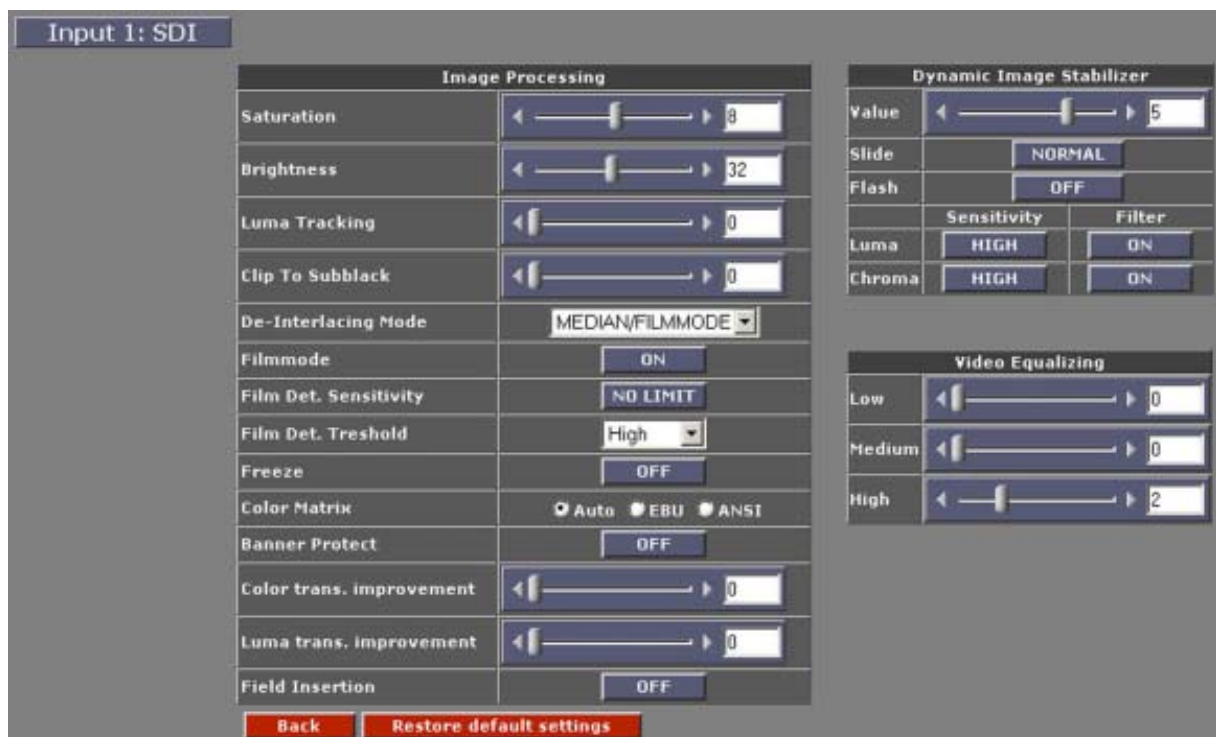 Input 1: SDI
Image Processing
Saturation 8
Brightness 32
Luma Tracking 0
Clip To Subblack 0
De-Interlacing Mode MEDIAN/FILMMODE
Filmmode ON
Film Det. Sensitivity NO LIMIT
Film Det. Treshold High
Freeze OFF
Color Matrix Auto EBU ANSI
Banner Protect OFF
Color trans. improvement 0
Luma trans. improvement 0
Field Insertion OFF
Back Restore default settings
Dynamic Image Stabilizer
Value 5
Slide NORMAL
Flash OFF
Sensitivity Filter
Luma HIGH ON
Chroma HIGH ON
Video Equalizing
Low 0
Medium 0
High 2